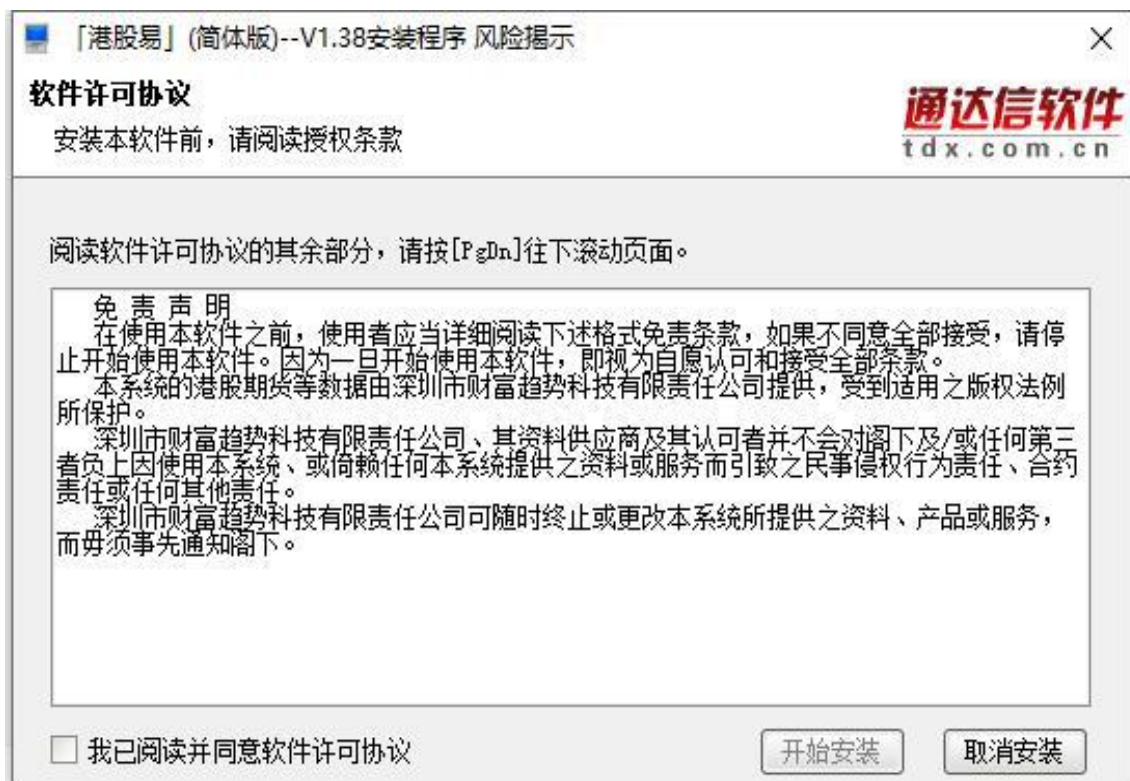 「港股易」(简体版)--V1.38安装程序 风险揭示
软件许可协议
安装本软件前，请阅读授权条款
通达信软件
tdx.com.cn
阅读软件许可协议的其余部分，请按[PgDn]往下滚动页面。
免 责 声 明
在使用本软件之前，使用者应当详细阅读下述格式免责条款，如果不同意全部接受，请停
止开始使用本软件。因为一旦开始使用本软件，即视为自愿认可和接受全部条款。
本系统的港股期货等数据由深圳市财富趋势科技有限责任公司提供，受到适用之版权法例
所保护。
深圳市财富趋势科技有限责任公司、其资料供应商及其认可者并不会对阁下及/或任何第三
者负上因使用本系统、或倚赖任何本系统提供之资料或服务而引致之民事侵权行为责任、合约
责任或任何其他责任。
深圳市财富趋势科技有限责任公司可随时终止或更改本系统所提供之资料、产品或服务，
而毋须事先通知阁下。
我已阅读并同意软件许可协议
开始安装
取消安装